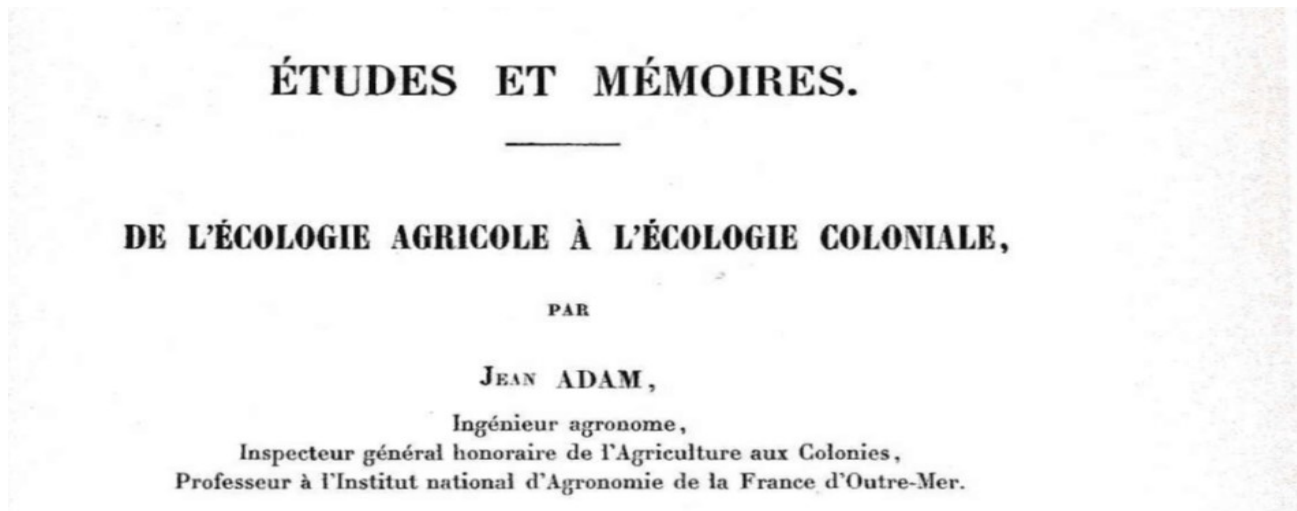 ÉTUDES ET MÉMOIRES.
DE L'ÉCOLOGIE AGRICOLE À L'ÉCOLOGIE COLONIALE,
PAR
JEAN ADAM,
Ingénieur agronome,
Inspecteur général honoraire de l'Agriculture aux Colonies,
Professeur à l'Institut national d'Agronomie de la France d'Outre-Mer.